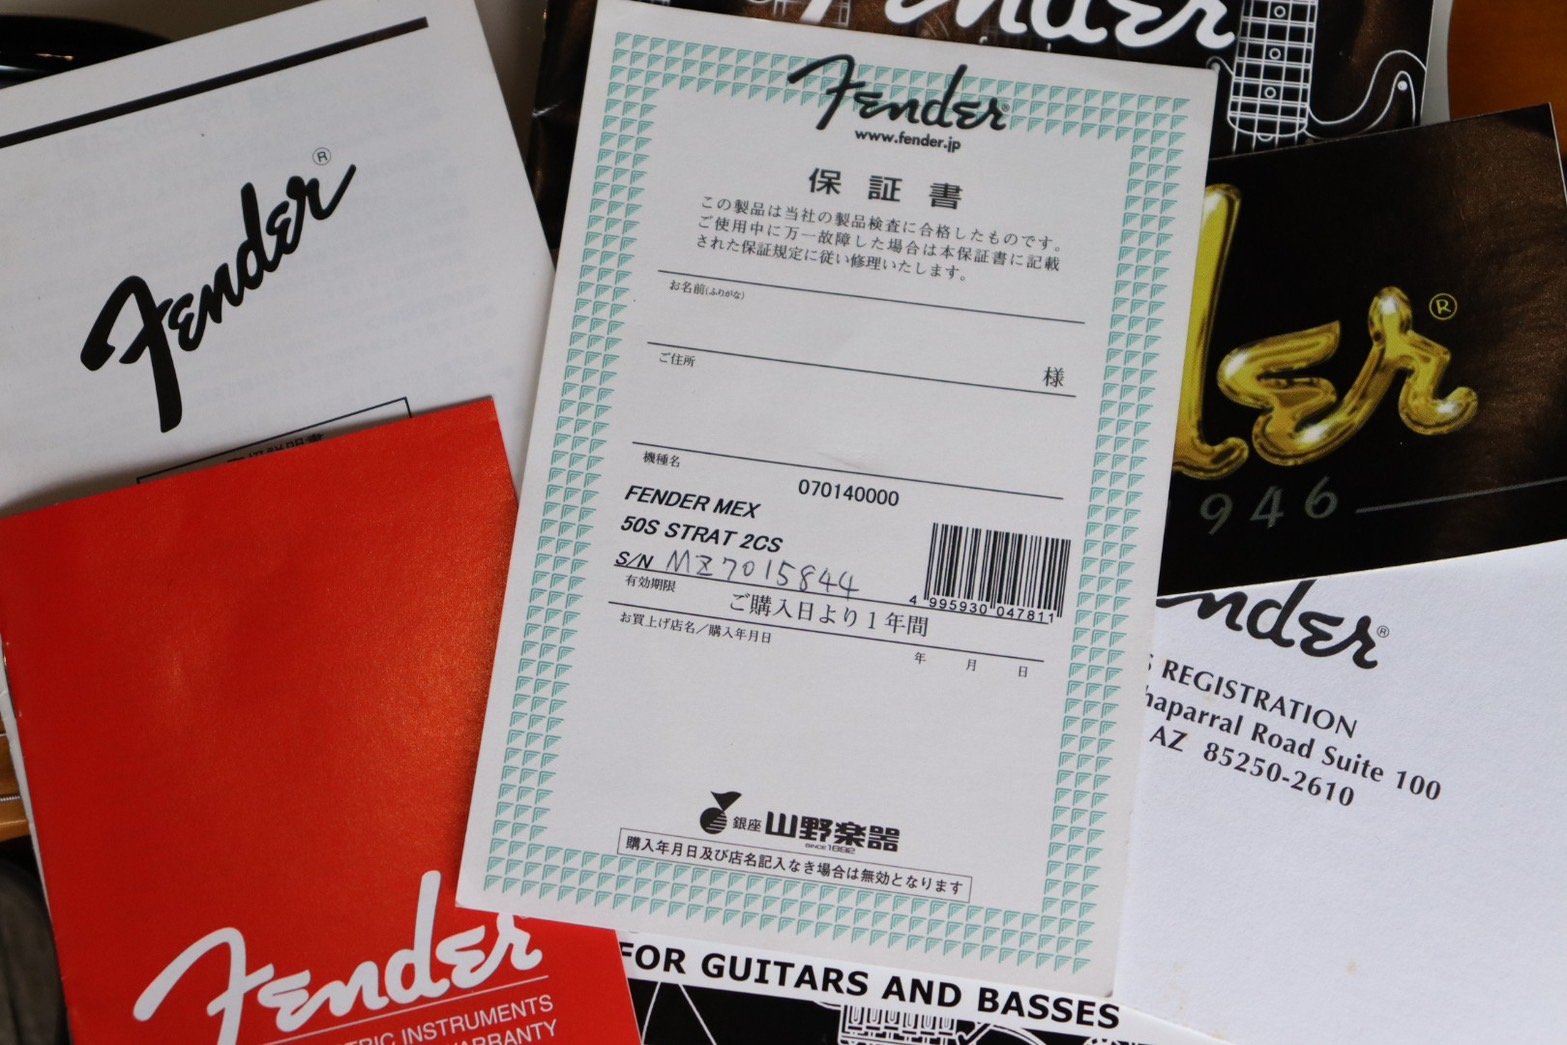 Fender
Fender®
Fender®
www.fender.jp
保証書
この製品は当社の製品検査に合格したものです。
ご使用中に万一故障した場合は本保証書に記載
された保証規定に従い修理いたします。
お名前(ふりがな)
ご住所
様
機種名
070140000
FENDER MEX
50S STRAT 2CS
S/N MZ7015844
4 995930 047811
有効期限
ご購入日より1年間
お買上げ店名/購入年月日
年 月 日
銀座 山野楽器
SINCE 1892
購入年月日及び店名記入なき場合は無効となります
der®
1946
Fender®
REGISTRATION
haparral Road Suite 100
AZ 85250-2610
Fender
TRIC INSTRUMENTS
WARRANTY
FOR GUITARS AND BASSES